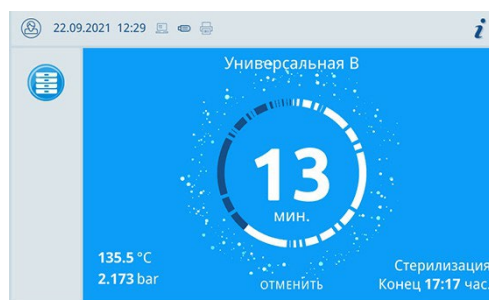 22.09.2021 12:29
i
Универсальная В
13
мин.
135.5 °C
2.173 bar
ОТМЕНИТЬ
Стерилизация
Конец 17:17 час.